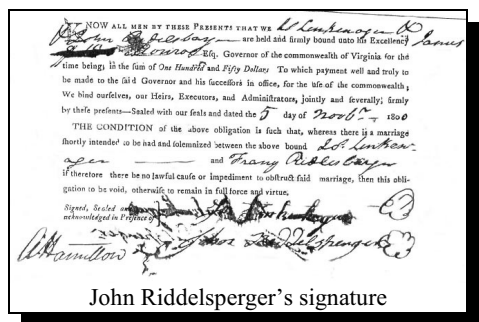 KNOW ALL MEN BY THESE PRESENTS THAT WE
John are held and firmly bound unto his Excellency James
Monroe Esq. Governor of the commonwealth of Virginia for the
time being; in the sum of One Hundred and Fifty Dollars To which payment well and truly to
be made to the said Governor and his successors in office, for the use of the commonwealth;
We bind ourselves, our Heirs, Executors, and Administrators, jointly and severally, firmly
by these presents—Sealed with our seals and dated the 5 day of Novbr 1800
THE CONDITION of the above obligation is such that, whereas there is a marriage
shortly intended to be had and solemnized between the above bound
and Riddlesbarger
if therefore there be no lawful cause or impediment to obstruct said marriage, then this obli-
gation to be void, otherwise to remain in full force and virtue.
Signed, Sealed and
acknowledged in Presence of
A Hamilton
John Riddelsperger's signature